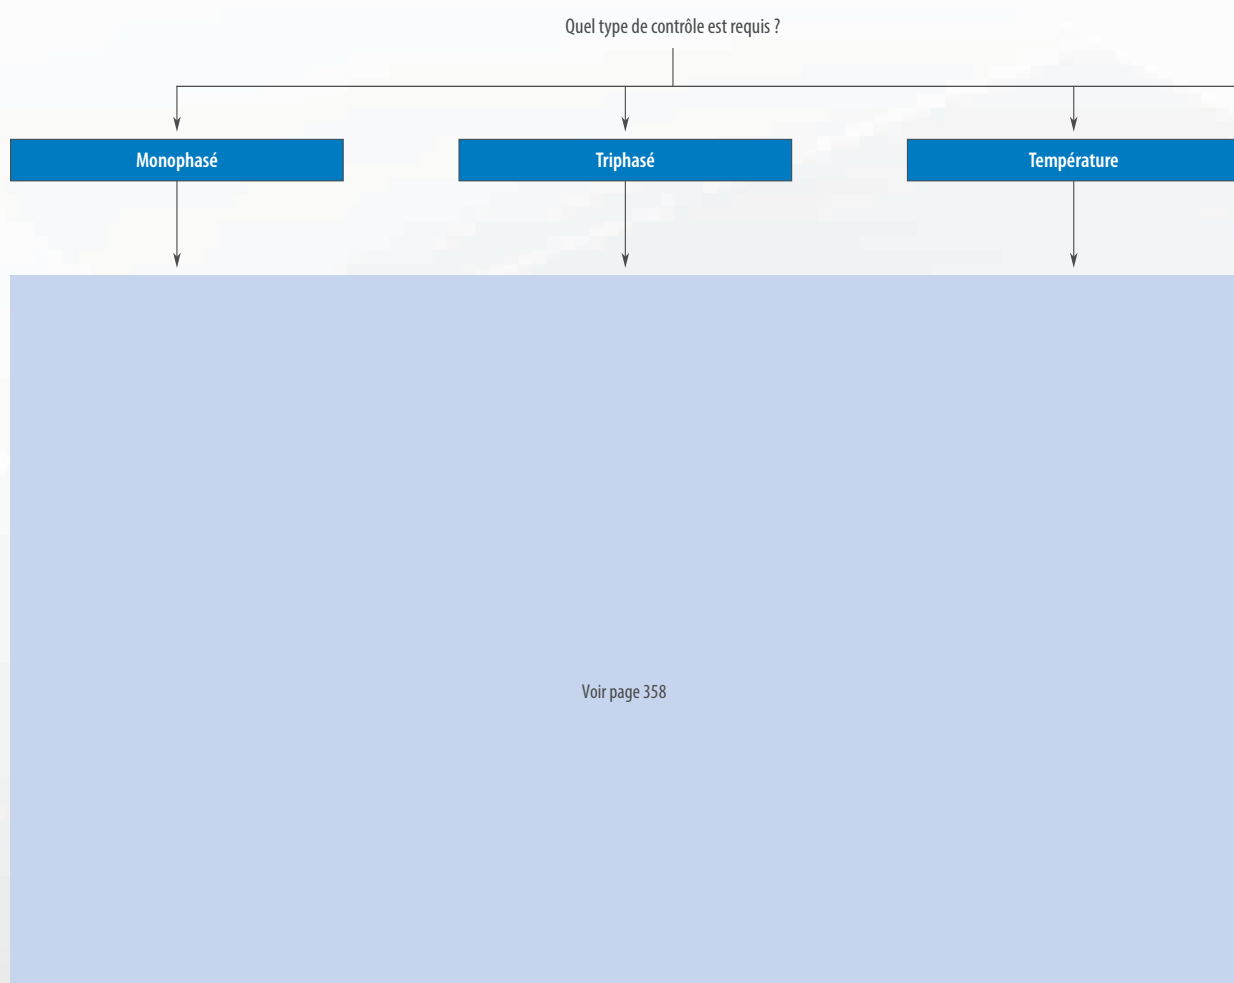 Quel type de contrôle est requis ?
Monophasé
Triphasé
Température
Voir page 358